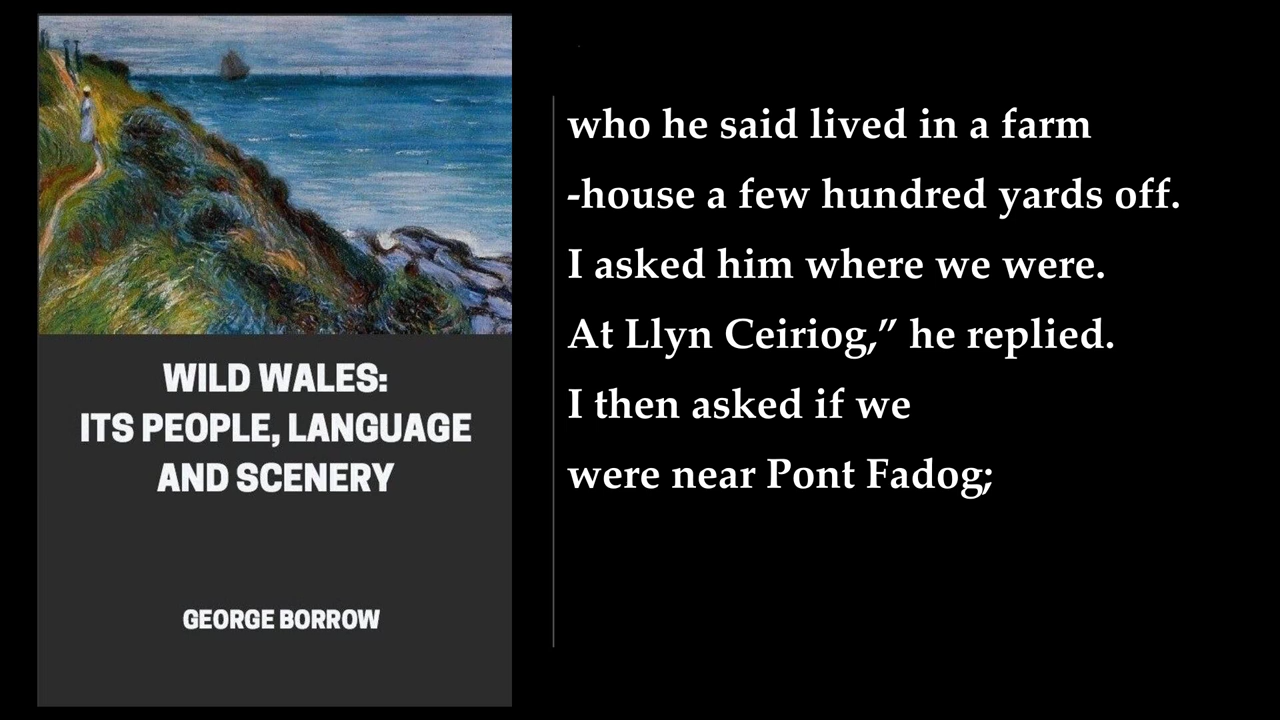 WILD WALES:
ITS PEOPLE, LANGUAGE
AND SCENERY
GEORGE BORROW
who he said lived in a farm
-house a few hundred yards off.
I asked him where we were.
At Llyn Ceiriog,” he replied.
I then asked if we
were near Pont Fadog;